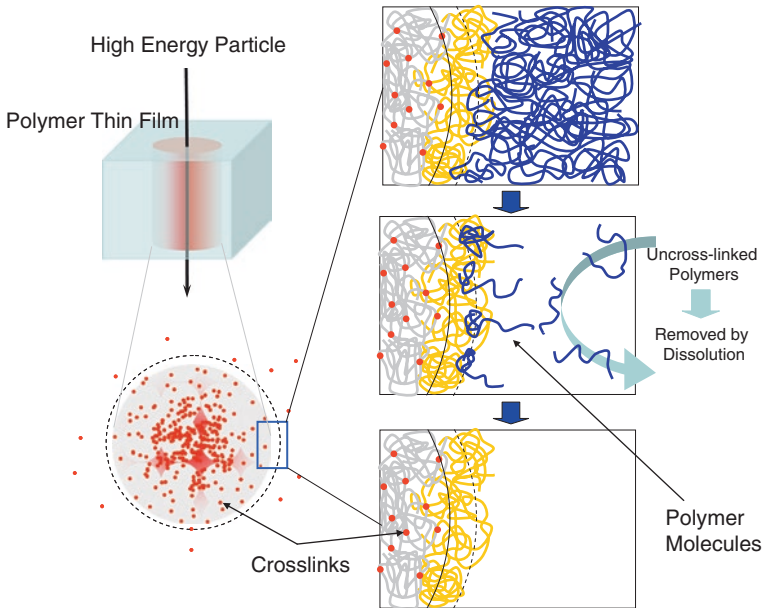 High Energy Particle
Polymer Thin Film
Uncross-linked
Polymers
Removed by
Dissolution
Crosslinks
Polymer
Molecules